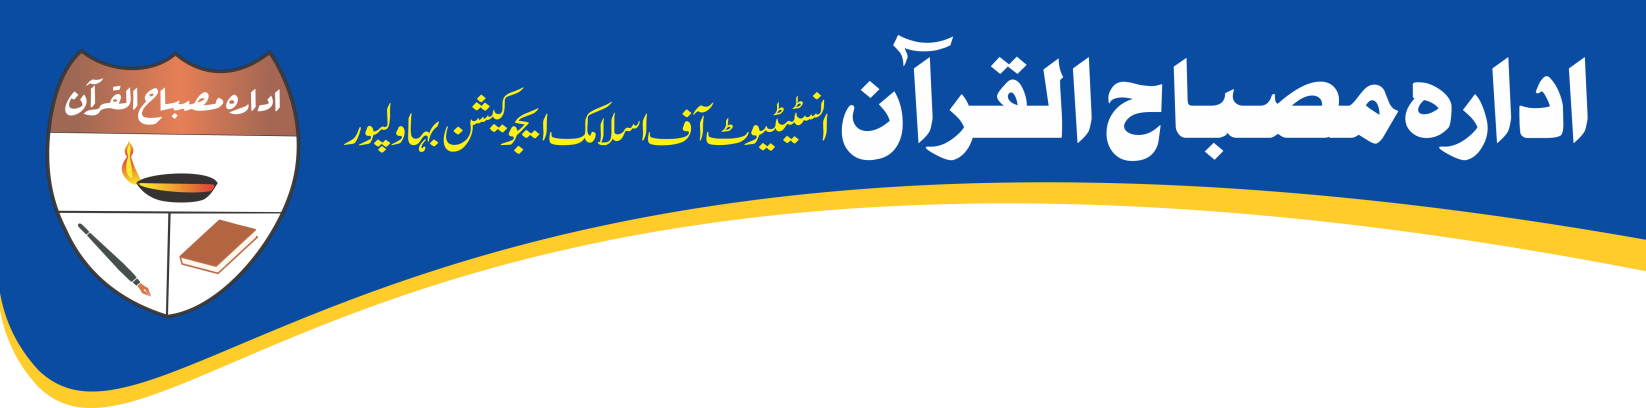 ادارہ مصباح القرآن انسٹیٹیوٹ آف اسلامک ایجوکیشن بہاولپور
ادارہ مصباح القرآن